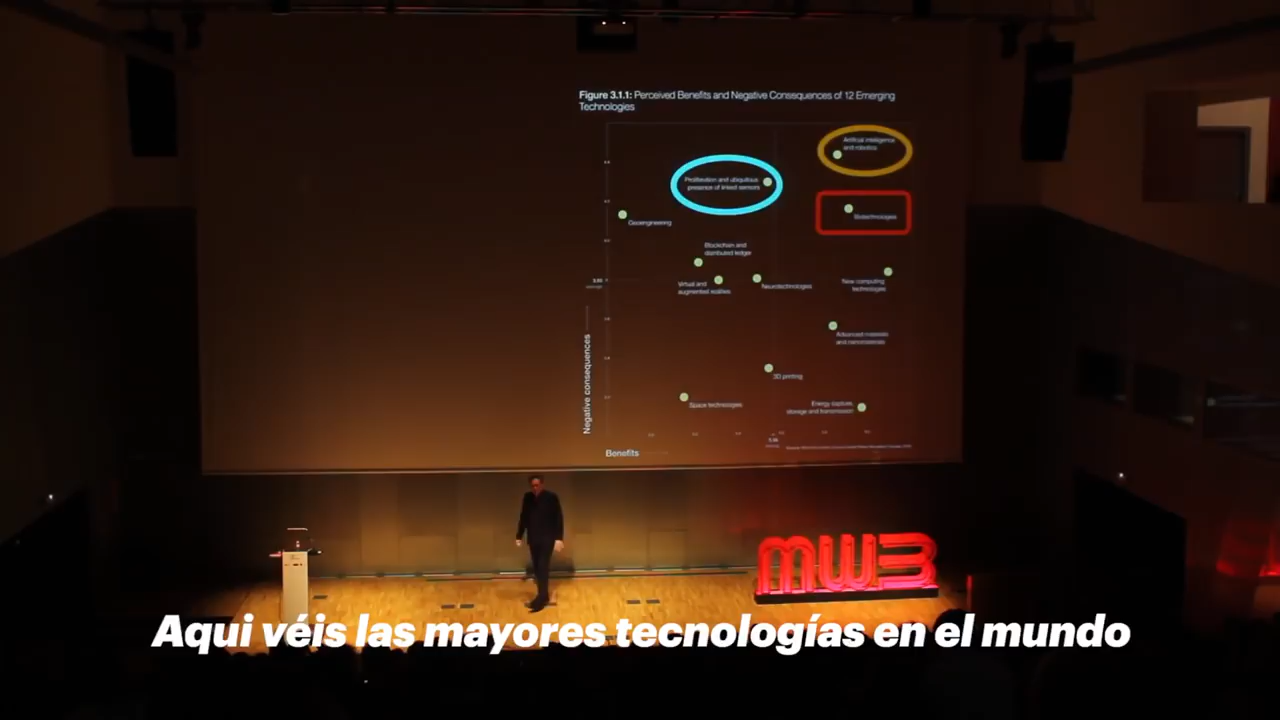 Figure 3.1.1: Perceived Benefits and Negative Consequences of 12 Emerging
Technologies
Artificial intelligence
and robotics
Proliferation and ubiquitous
presence of linked sensors
Biotechnologies
Geoengineering
Blockchain and
distributed ledger
Virtual and
augmented realities
Neurotechnologies
New computing
technologies
Advanced materials
and nanomaterials
3D printing
Space technologies
Energy capture,
storage and transmission
Negative consequences
Benefits
MWB
Aqui véis las mayores tecnologías en el mundo